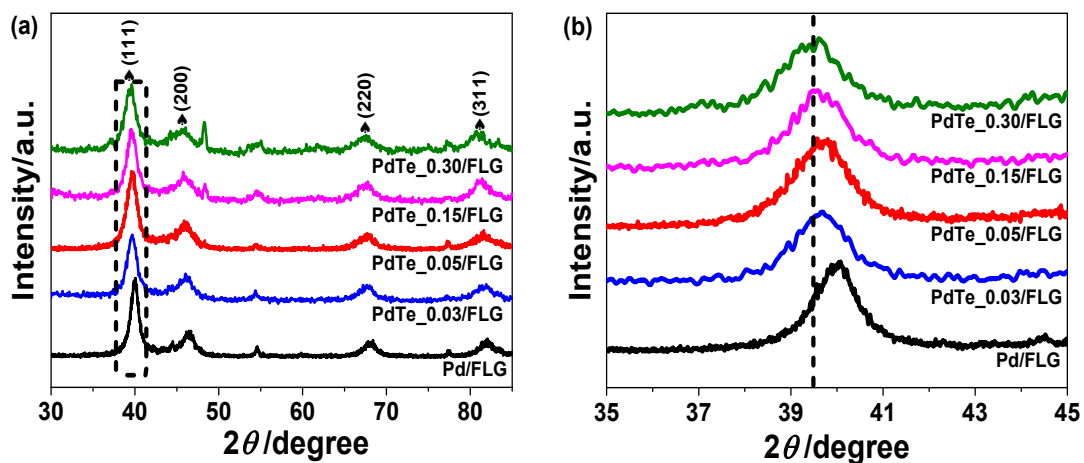 (a)
(111)
(200)
(220)
(311)
PdTe_0.30/FLG
PdTe_0.15/FLG
PdTe_0.05/FLG
PdTe_0.03/FLG
Pd/FLG
Intensity/a.u.
30 40 50 60 70 80
2θ/degree
(b)
PdTe_0.30/FLG
PdTe_0.15/FLG
PdTe_0.05/FLG
PdTe_0.03/FLG
Pd/FLG
Intensity/a.u.
35 37 39 41 43 45
2θ/degree